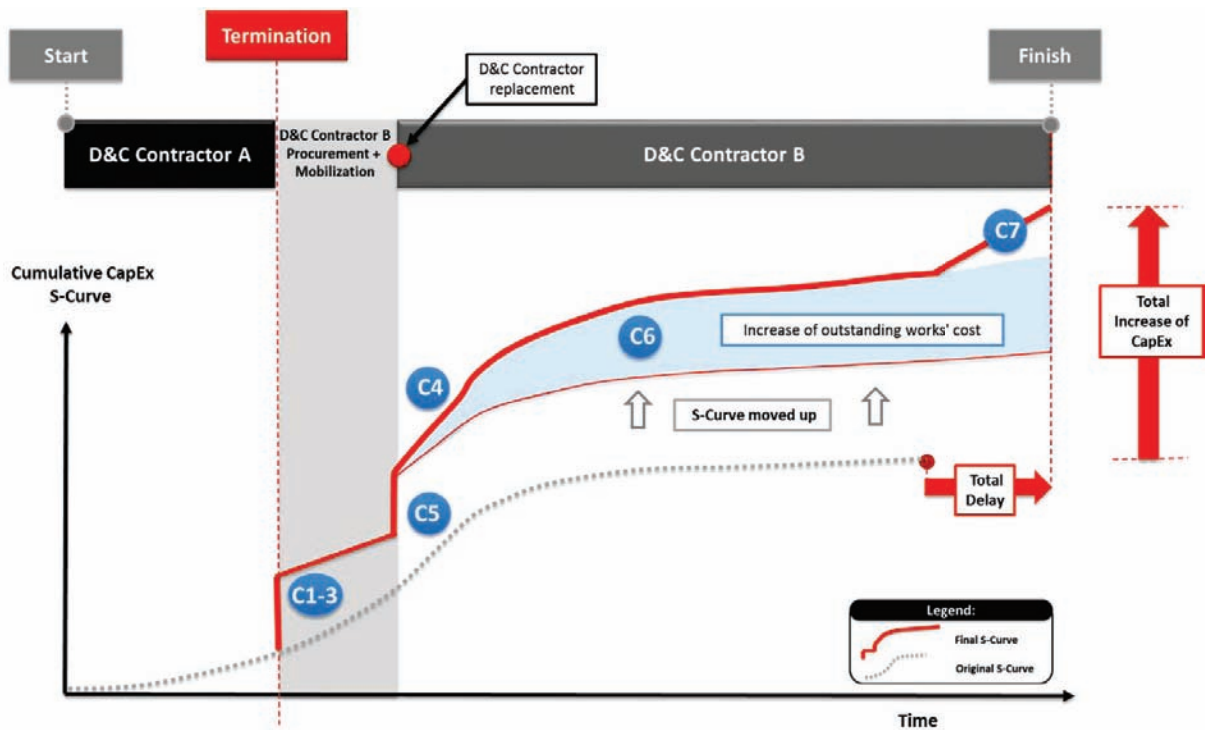 Start
Termination
Finish
D&C Contractor
replacement
D&C Contractor A
D&C Contractor B
Procurement +
Mobilization
D&C Contractor B
C7
Cumulative CapEx
S-Curve
Total
Increase of
CapEx
C6
Increase of outstanding works' cost
C4
S-Curve moved up
C5
Total
Delay
C1-3
Legend:
Final S-Curve
Original S-Curve
Time